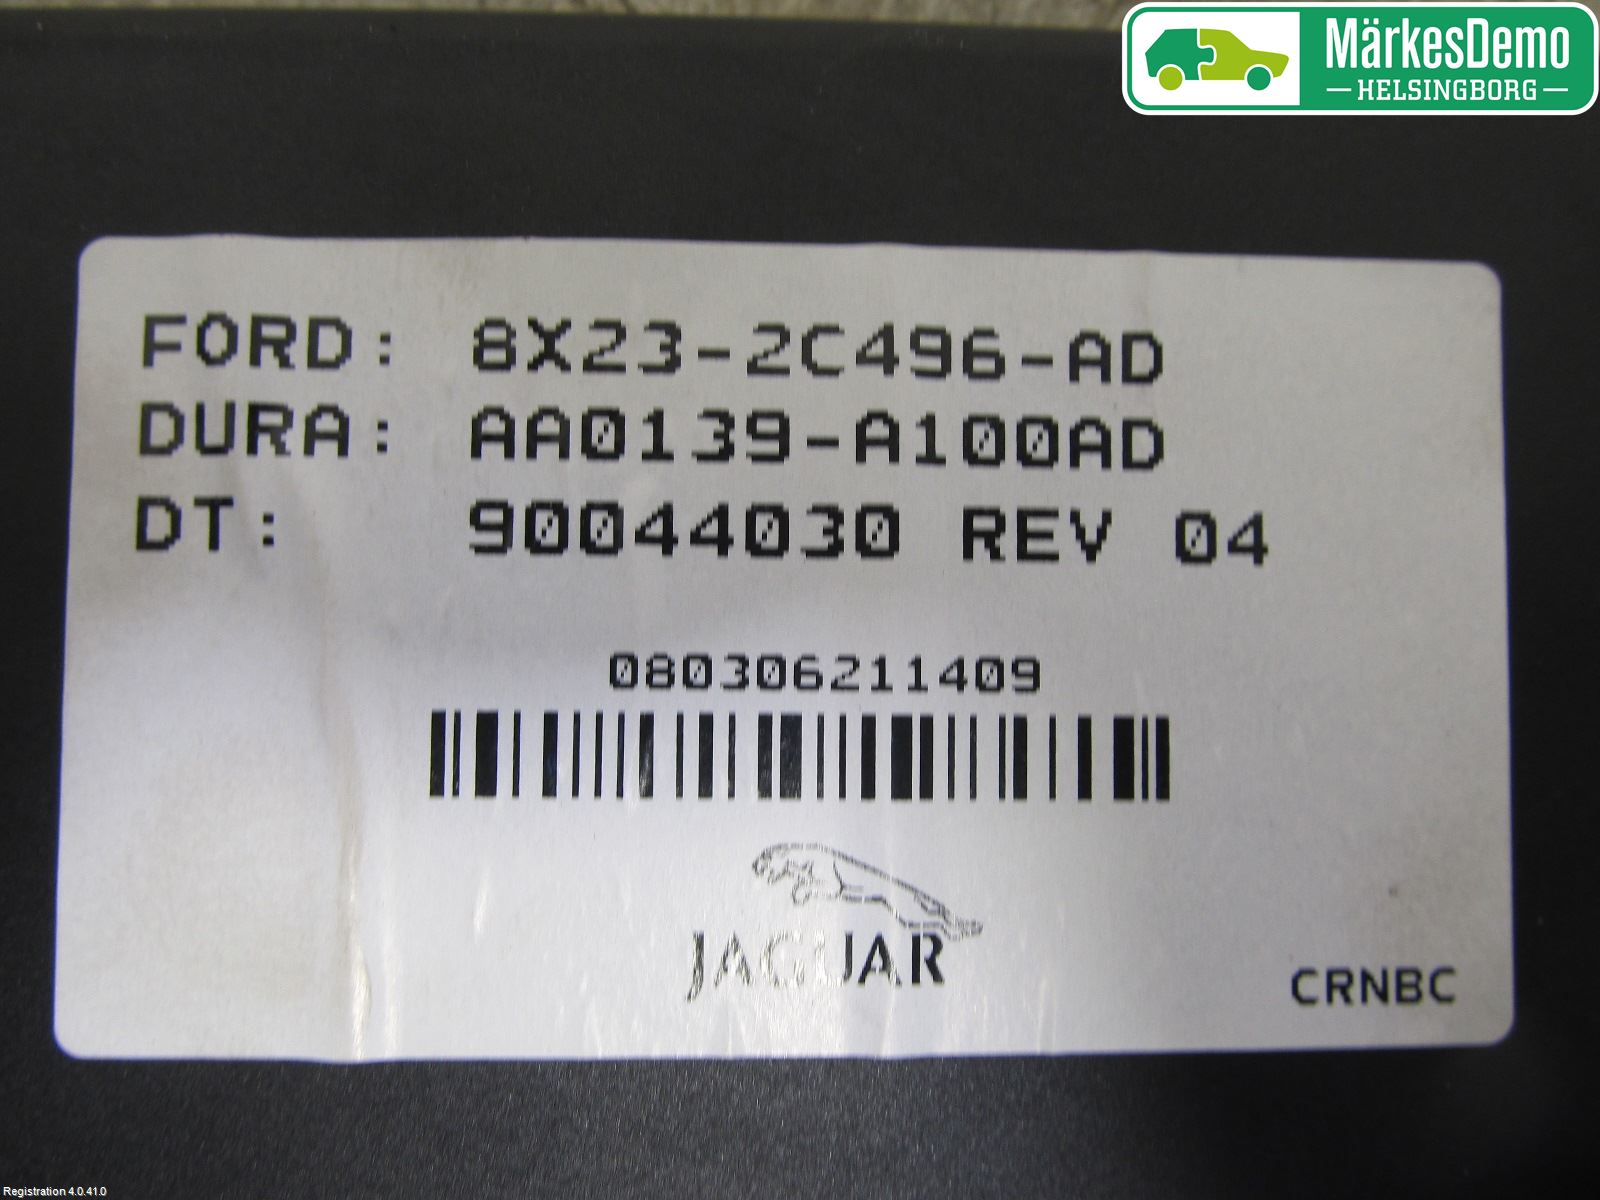 MärkesDemo
HELSINGBORG
FORD: 8X23-2C496-AD
DURA: AA0139-A100AD
DT: 90044030 REV 04
080306211409
JAGUAR
CRNBC
Registration 4.0.41.0